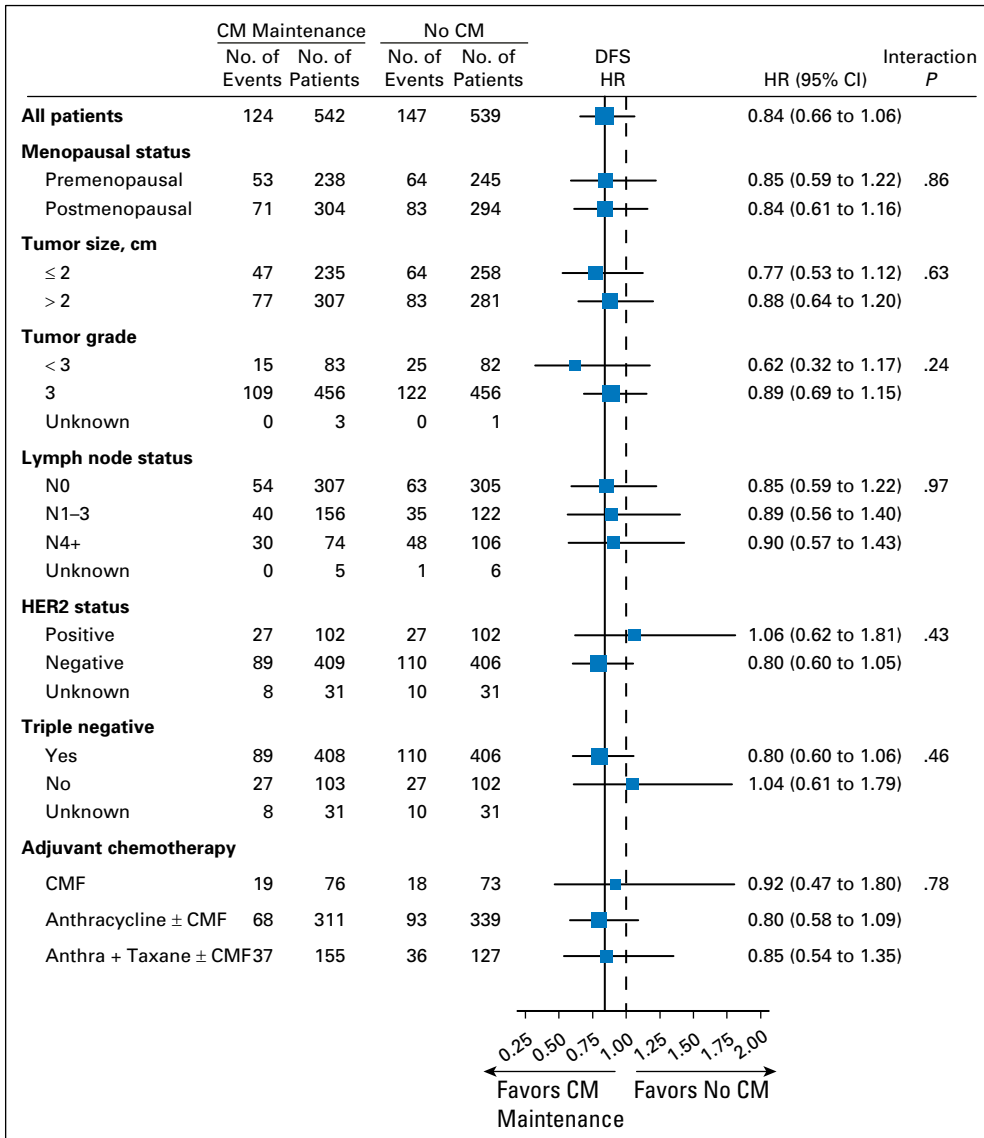 CM Maintenance No CM
No. of No. of No. of No. of DFS Interaction
Events Patients Events Patients HR HR (95% CI) P
All patients 124 542 147 539 0.84 (0.66 to 1.06)
Menopausal status
Premenopausal 53 238 64 245 0.85 (0.59 to 1.22) .86
Postmenopausal 71 304 83 294 0.84 (0.61 to 1.16)
Tumor size, cm
≤ 2 47 235 64 258 0.77 (0.53 to 1.12) .63
> 2 77 307 83 281 0.88 (0.64 to 1.20)
Tumor grade
< 3 15 83 25 82 0.62 (0.32 to 1.17) .24
3 109 456 122 456 0.89 (0.69 to 1.15)
Unknown 0 3 0 1
Lymph node status
N0 54 307 63 305 0.85 (0.59 to 1.22) .97
N1–3 40 156 35 122 0.89 (0.56 to 1.40)
N4+ 30 74 48 106 0.90 (0.57 to 1.43)
Unknown 0 5 1 6
HER2 status
Positive 27 102 27 102 1.06 (0.62 to 1.81) .43
Negative 89 409 110 406 0.80 (0.60 to 1.05)
Unknown 8 31 10 31
Triple negative
Yes 89 408 110 406 0.80 (0.60 to 1.06) .46
No 27 103 27 102 1.04 (0.61 to 1.79)
Unknown 8 31 10 31
Adjuvant chemotherapy
CMF 19 76 18 73 0.92 (0.47 to 1.80) .78
Anthracycline ± CMF 68 311 93 339 0.80 (0.58 to 1.09)
Anthra + Taxane ± CMF37 155 36 127 0.85 (0.54 to 1.35)
0.25 0.50 0.75 1.00 1.25 1.50 1.75 2.00
Favors CM Favors No CM
Maintenance